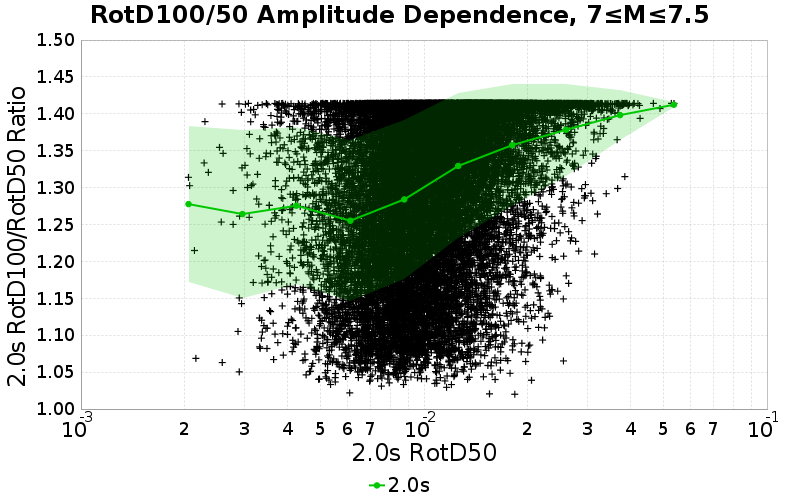 RotD100/50 Amplitude Dependence, 7≤M≤7.5
2.0s RotD100/RotD50 Ratio
1.50
1.45
1.40
1.35
1.30
1.25
1.20
1.15
1.10
1.05
1.00
10^-3 2 3 4 5 6 7 10^-2 2 3 4 5 6 7 10^-1
2.0s RotD50
2.0s